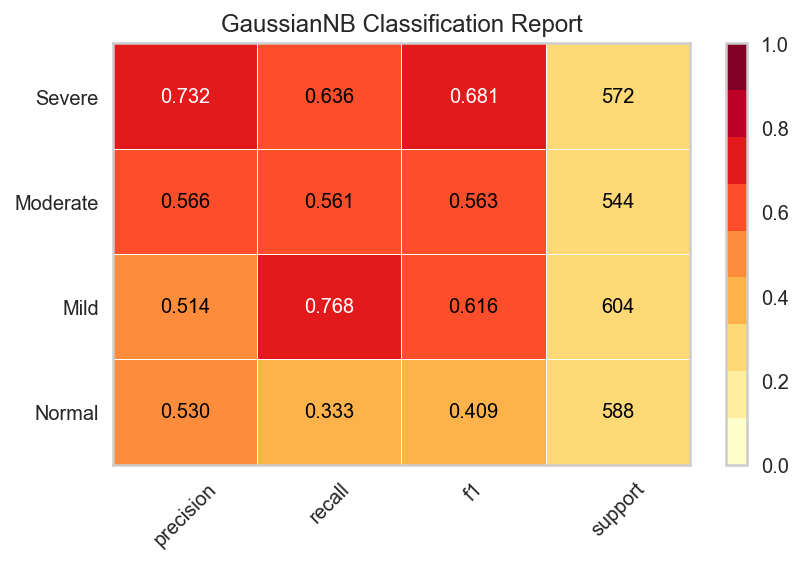 GaussianNB Classification Report
Severe 0.732 0.636 0.681 572
Moderate 0.566 0.561 0.563 544
Mild 0.514 0.768 0.616 604
Normal 0.530 0.333 0.409 588
precision recall f1 support
1.0
0.8
0.6
0.4
0.2
0.0